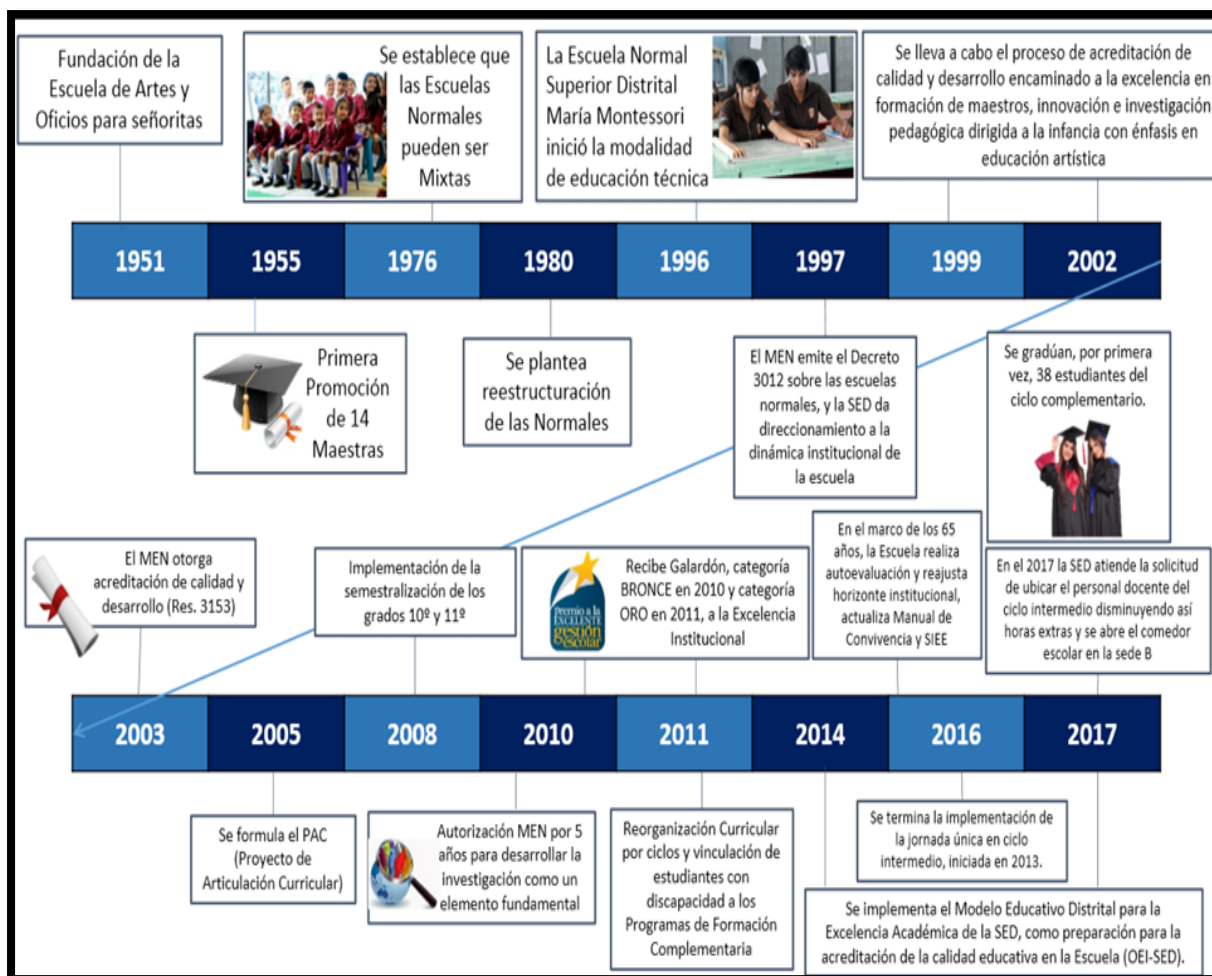 Fundación de la
Escuela de Artes y
Oficios para señoritas
Se establece que
las Escuelas
Normales
pueden ser
Mixtas
La Escuela Normal
Superior Distrital
María Montessori
inició la modalidad
de educación técnica
Se lleva a cabo el proceso de acreditación de
calidad y desarrollo encaminado a la excelencia en
formación de maestros, innovación e investigación
pedagógica dirigida a la infancia con énfasis en
educación artística
1951
1955
1976
1980
1996
1997
1999
2002
Primera
Promoción
de 14
Maestras
Se plantea
reestructuración
de las Normales
El MEN emite el Decreto
3012 sobre las escuelas
normales, y la SED da
direccionamiento a la
dinámica institucional de
la escuela
Se gradúan, por primera
vez, 38 estudiantes del
ciclo complementario.
El MEN otorga
acreditación de calidad y
desarrollo (Res. 3153)
Implementación de la
semestralización de los
grados 10º y 11º
Premio a la
EXCELENTE
gestión
escolar
Recibe Galardón, categoría
BRONCE en 2010 y categoría
ORO en 2011, a la Excelencia
Institucional
En el marco de los 65
años, la Escuela realiza
autoevaluación y reajusta
horizonte institucional,
actualiza Manual de
Convivencia y SIEE
En el 2017 la SED atiende la solicitud
de ubicar el personal docente del
ciclo intermedio disminuyendo así
horas extras y se abre el comedor
escolar en la sede B
2003
2005
2008
2010
2011
2014
2016
2017
Se formula el PAC
(Proyecto de
Articulación Curricular)
Autorización MEN por 5
años para desarrollar la
investigación como un
elemento fundamental
Reorganización Curricular
por ciclos y vinculación de
estudiantes con
discapacidad a los
Programas de Formación
Complementaria
Se termina la implementación de
la jornada única en ciclo
intermedio, iniciada en 2013.
Se implementa el Modelo Educativo Distrital para la
Excelencia Académica de la SED, como preparación para la
acreditación de la calidad educativa en la Escuela (OEI-SED).